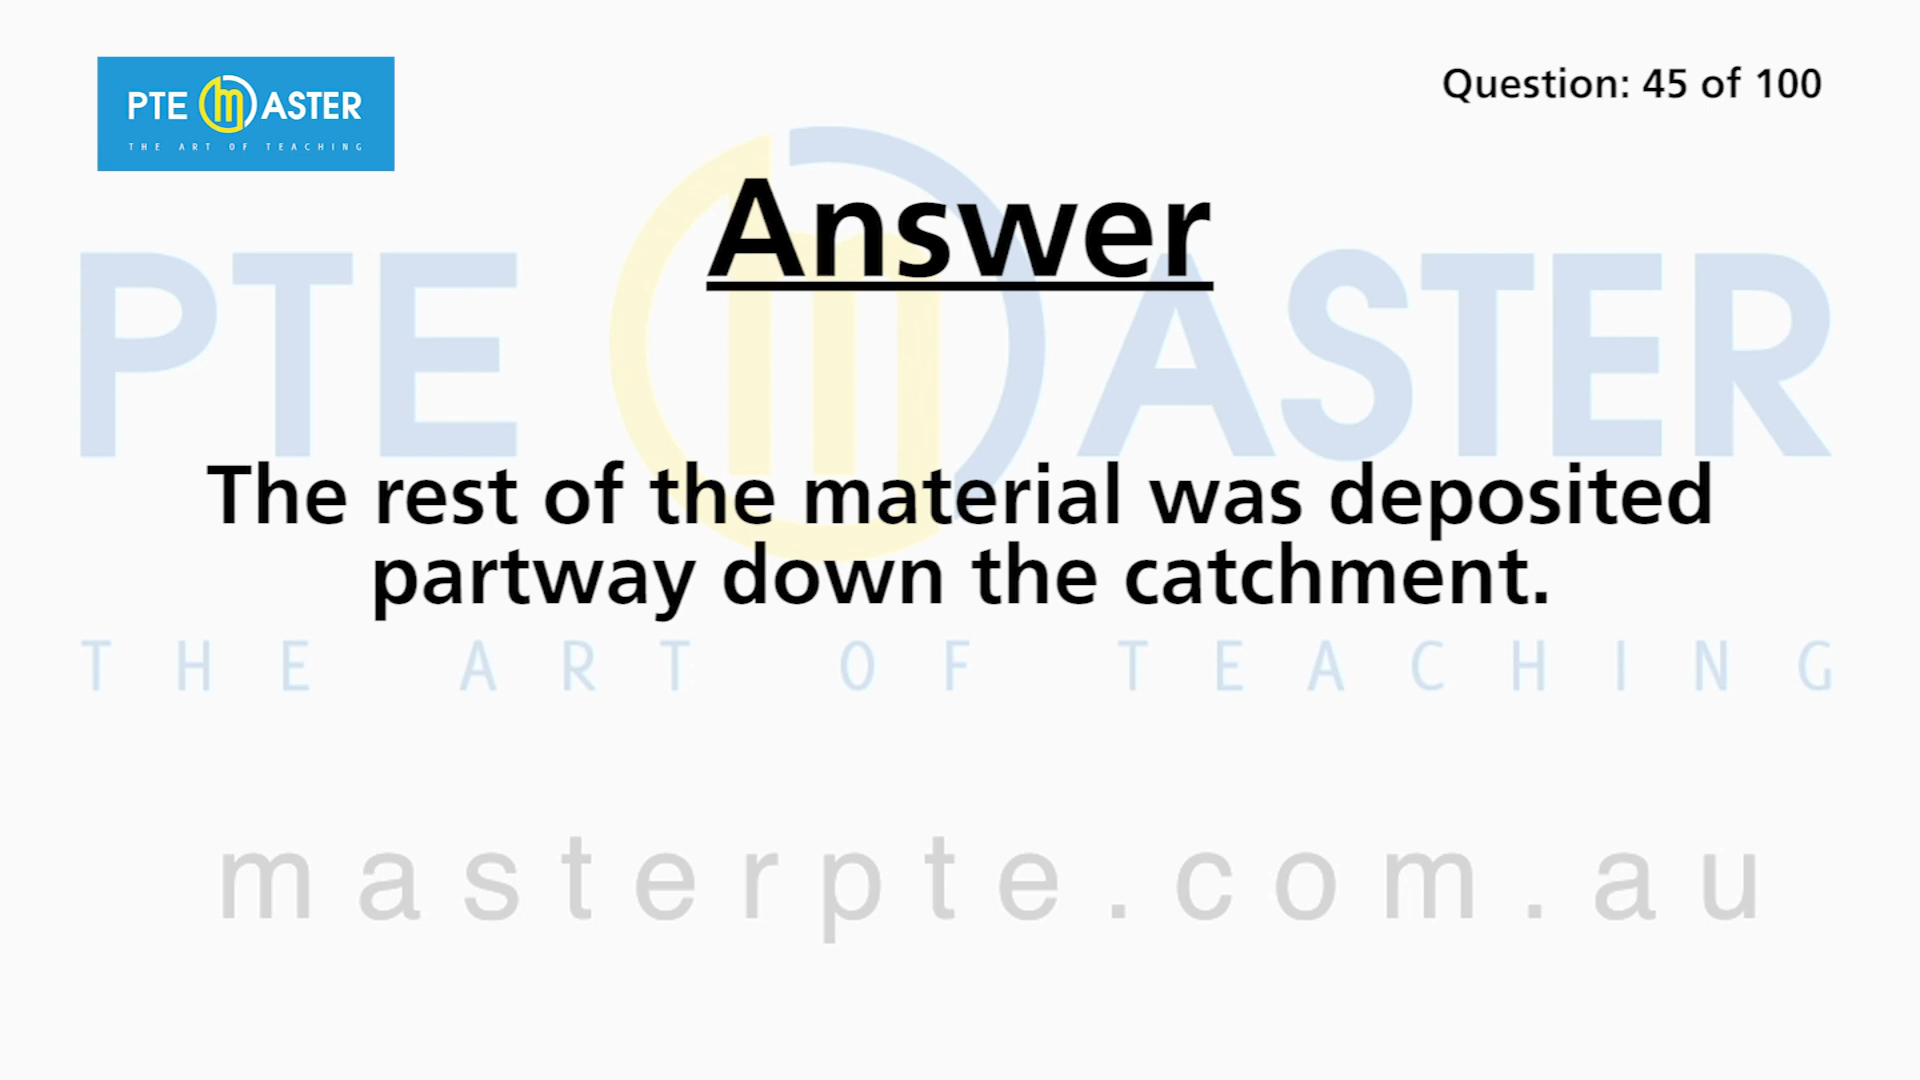 PTE MASTER
THE ART OF TEACHING
Question: 45 of 100
Answer
PTE MASTER
The rest of the material was deposited
partway down the catchment.
THE ART OF TEACHING
masterpte.com.au